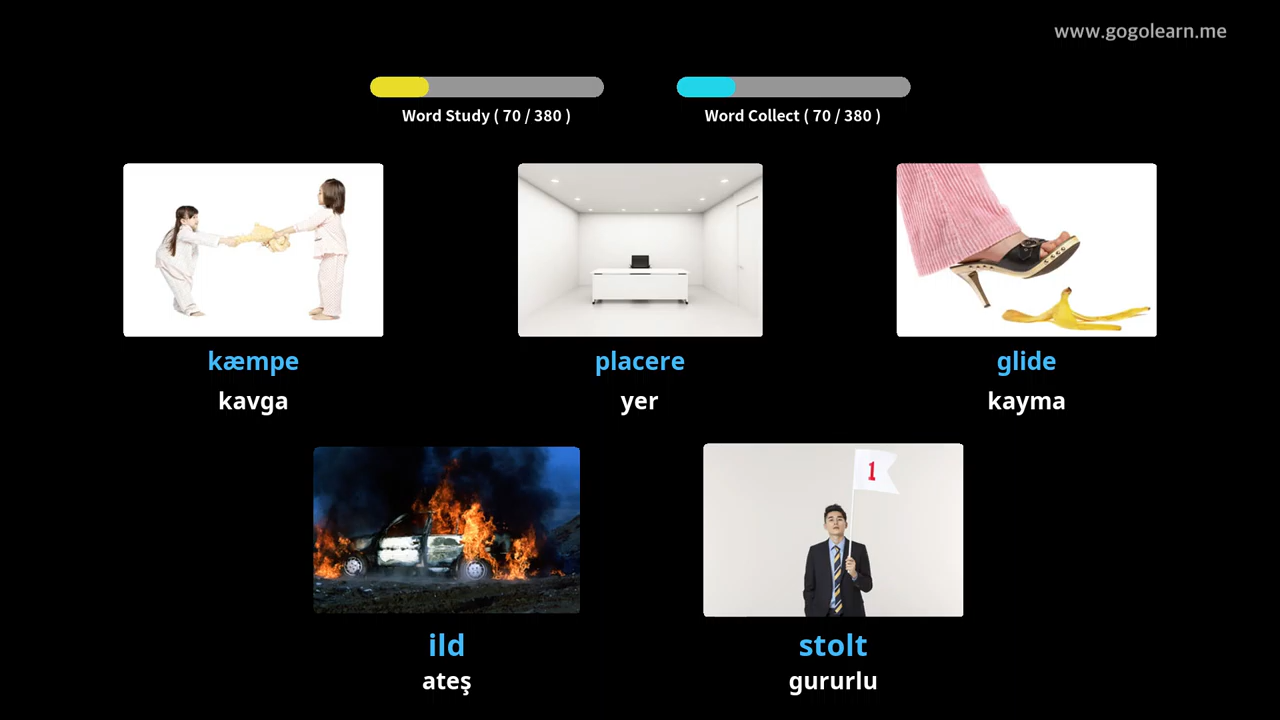 www.gogolearn.me
Word Study ( 70 / 380 )
Word Collect ( 70 / 380 )
kæmpe
kavga
placere
yer
glide
kayma
1
ild
ateş
stolt
gururlu